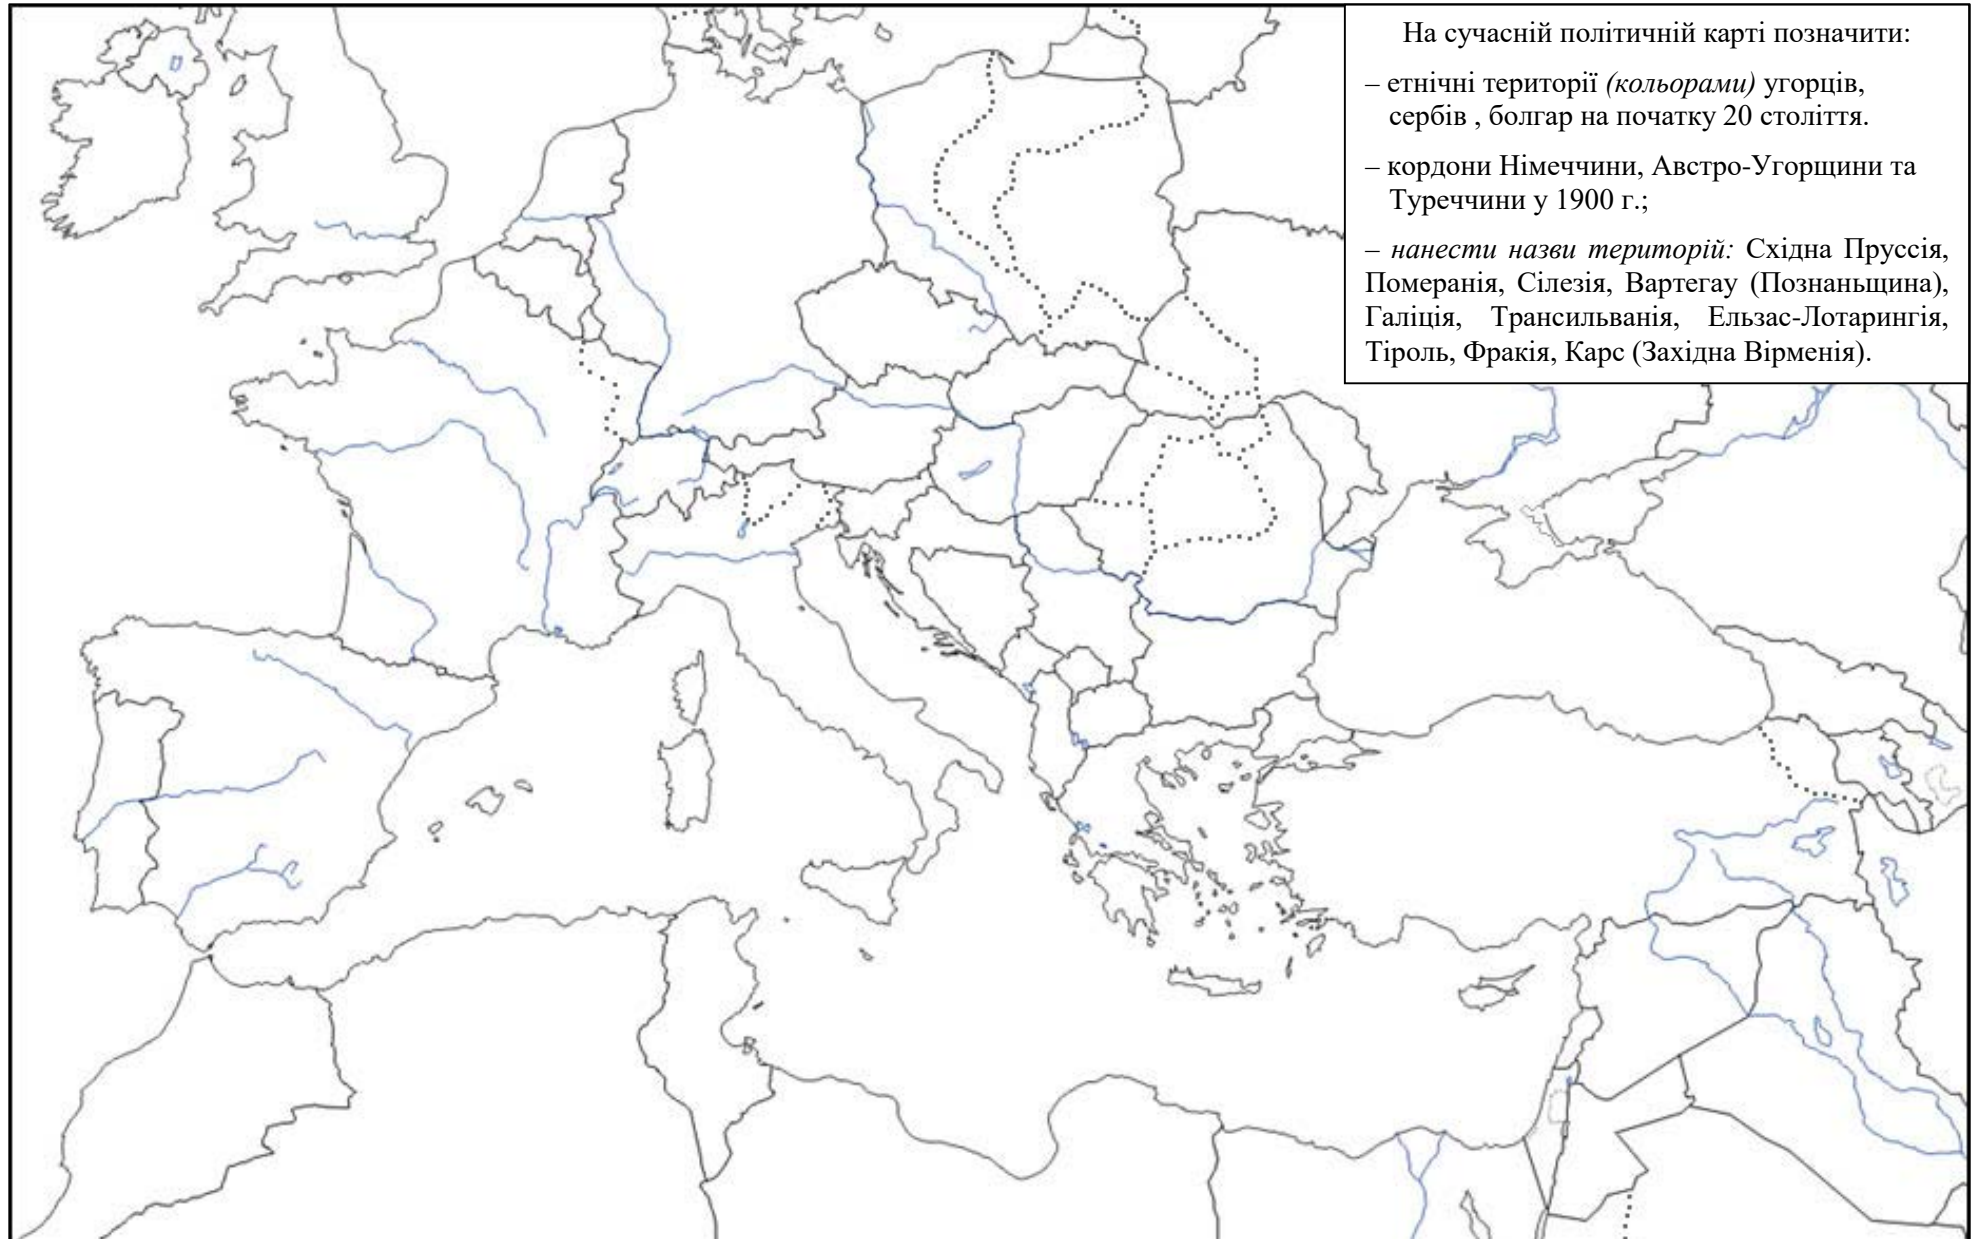 На сучасній політичній карті позначити:
– етнічні території (кольорами) угорців,
сербів , болгар на початку 20 століття.
– кордони Німеччини, Австро-Угорщини та
Туреччини у 1900 г.;
– нанести назви територій: Східна Пруссія,
Померанія, Сілезія, Вартегау (Познаньщина),
Галіція, Трансильванія, Ельзас-Лотарингія,
Тіроль, Фракія, Карс (Західна Вірменія).